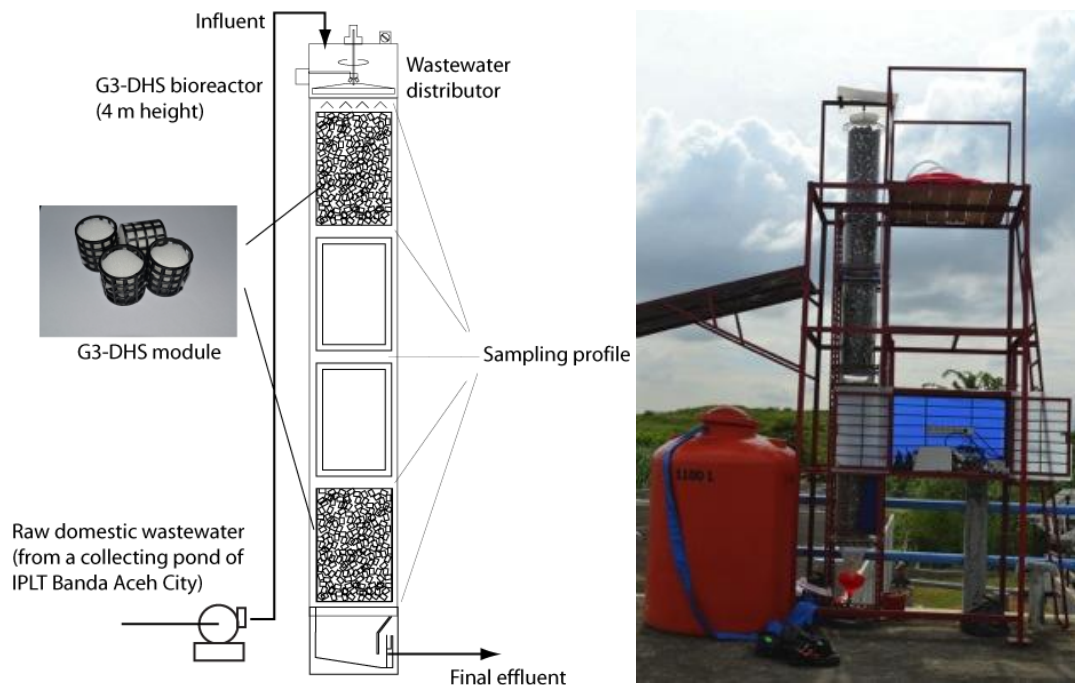 Influent
Wastewater
distributor
G3-DHS bioreactor
(4 m height)
G3-DHS module
Sampling profile
Raw domestic wastewater
(from a collecting pond of
IPLT Banda Aceh City)
Final effluent
1100 L